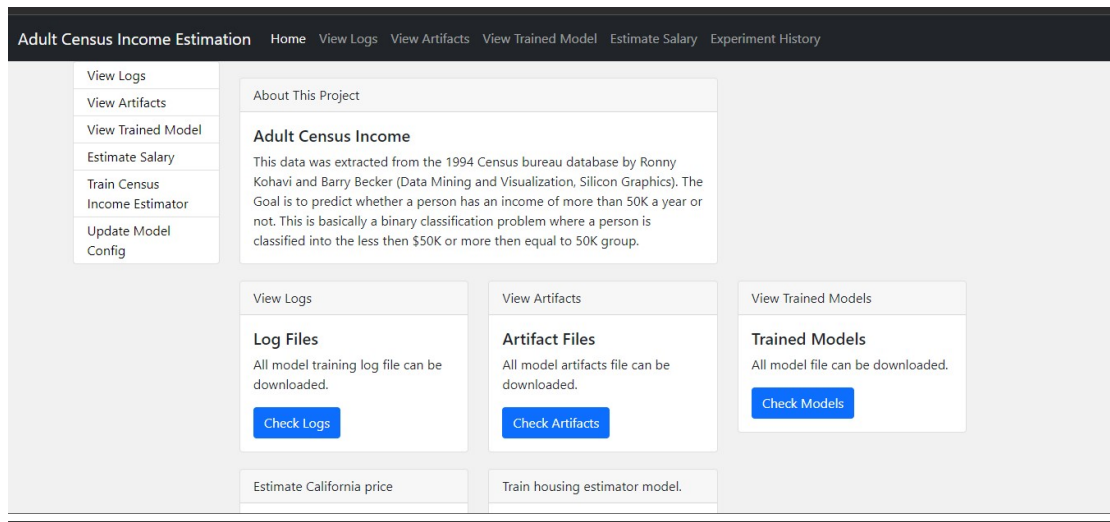 Adult Census Income Estimation Home View Logs View Artifacts View Trained Model Estimate Salary Experiment History
View Logs
View Artifacts
View Trained Model
Estimate Salary
Train Census
Income Estimator
Update Model
Config
About This Project
Adult Census Income
This data was extracted from the 1994 Census bureau database by Ronny
Kohavi and Barry Becker (Data Mining and Visualization, Silicon Graphics). The
Goal is to predict whether a person has an income of more than 50K a year or
not. This is basically a binary classification problem where a person is
classified into the less then $50K or more then equal to 50K group.
View Logs
Log Files
All model training log file can be
downloaded.
Check Logs
View Artifacts
Artifact Files
All model artifacts file can be
downloaded.
Check Artifacts
View Trained Models
Trained Models
All model file can be downloaded.
Check Models
Estimate California price
Train housing estimator model.